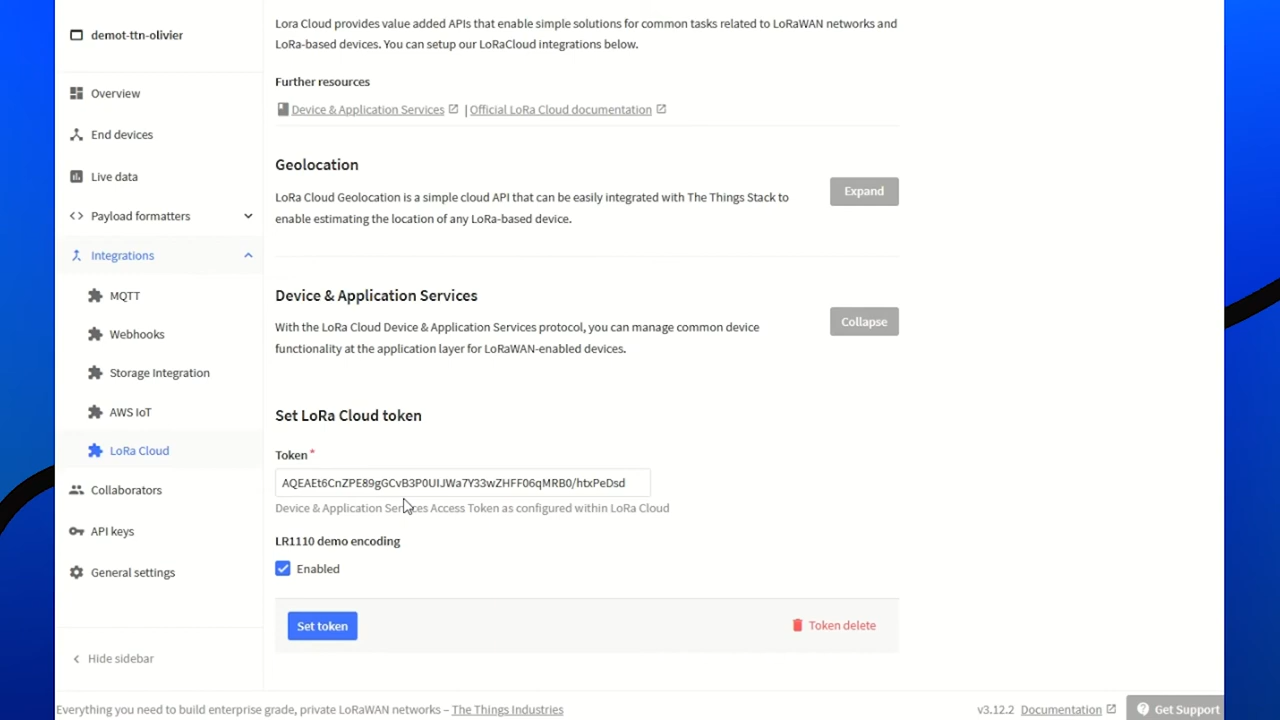 demot-ttn-olivier
Overview
End devices
Live data
Payload formatters
Integrations
MQTT
Webhooks
Storage Integration
AWS IoT
LoRa Cloud
Collaborators
API keys
General settings
Hide sidebar
Lora Cloud provides value added APIs that enable simple solutions for common tasks related to LoRaWAN networks and
LoRa-based devices. You can setup our LoRaCloud integrations below.
Further resources
Device & Application Services | Official LoRa Cloud documentation
Geolocation
LoRa Cloud Geolocation is a simple cloud API that can be easily integrated with The Things Stack to
enable estimating the location of any LoRa-based device.
Expand
Device & Application Services
With the LoRa Cloud Device & Application Services protocol, you can manage common device
functionality at the application layer for LoRaWAN-enabled devices.
Collapse
Set LoRa Cloud token
Token *
AQEAEt6CnZPE89gGCvB3P0UIJWa7Y33wZHFF06qMRB0/htxPeDsd
Device & Application Services Access Token as configured within LoRa Cloud
LR1110 demo encoding
Enabled
Set token
Token delete
Everything you need to build enterprise grade, private LoRaWAN networks – The Things Industries
v3.12.2 Documentation
Get Support